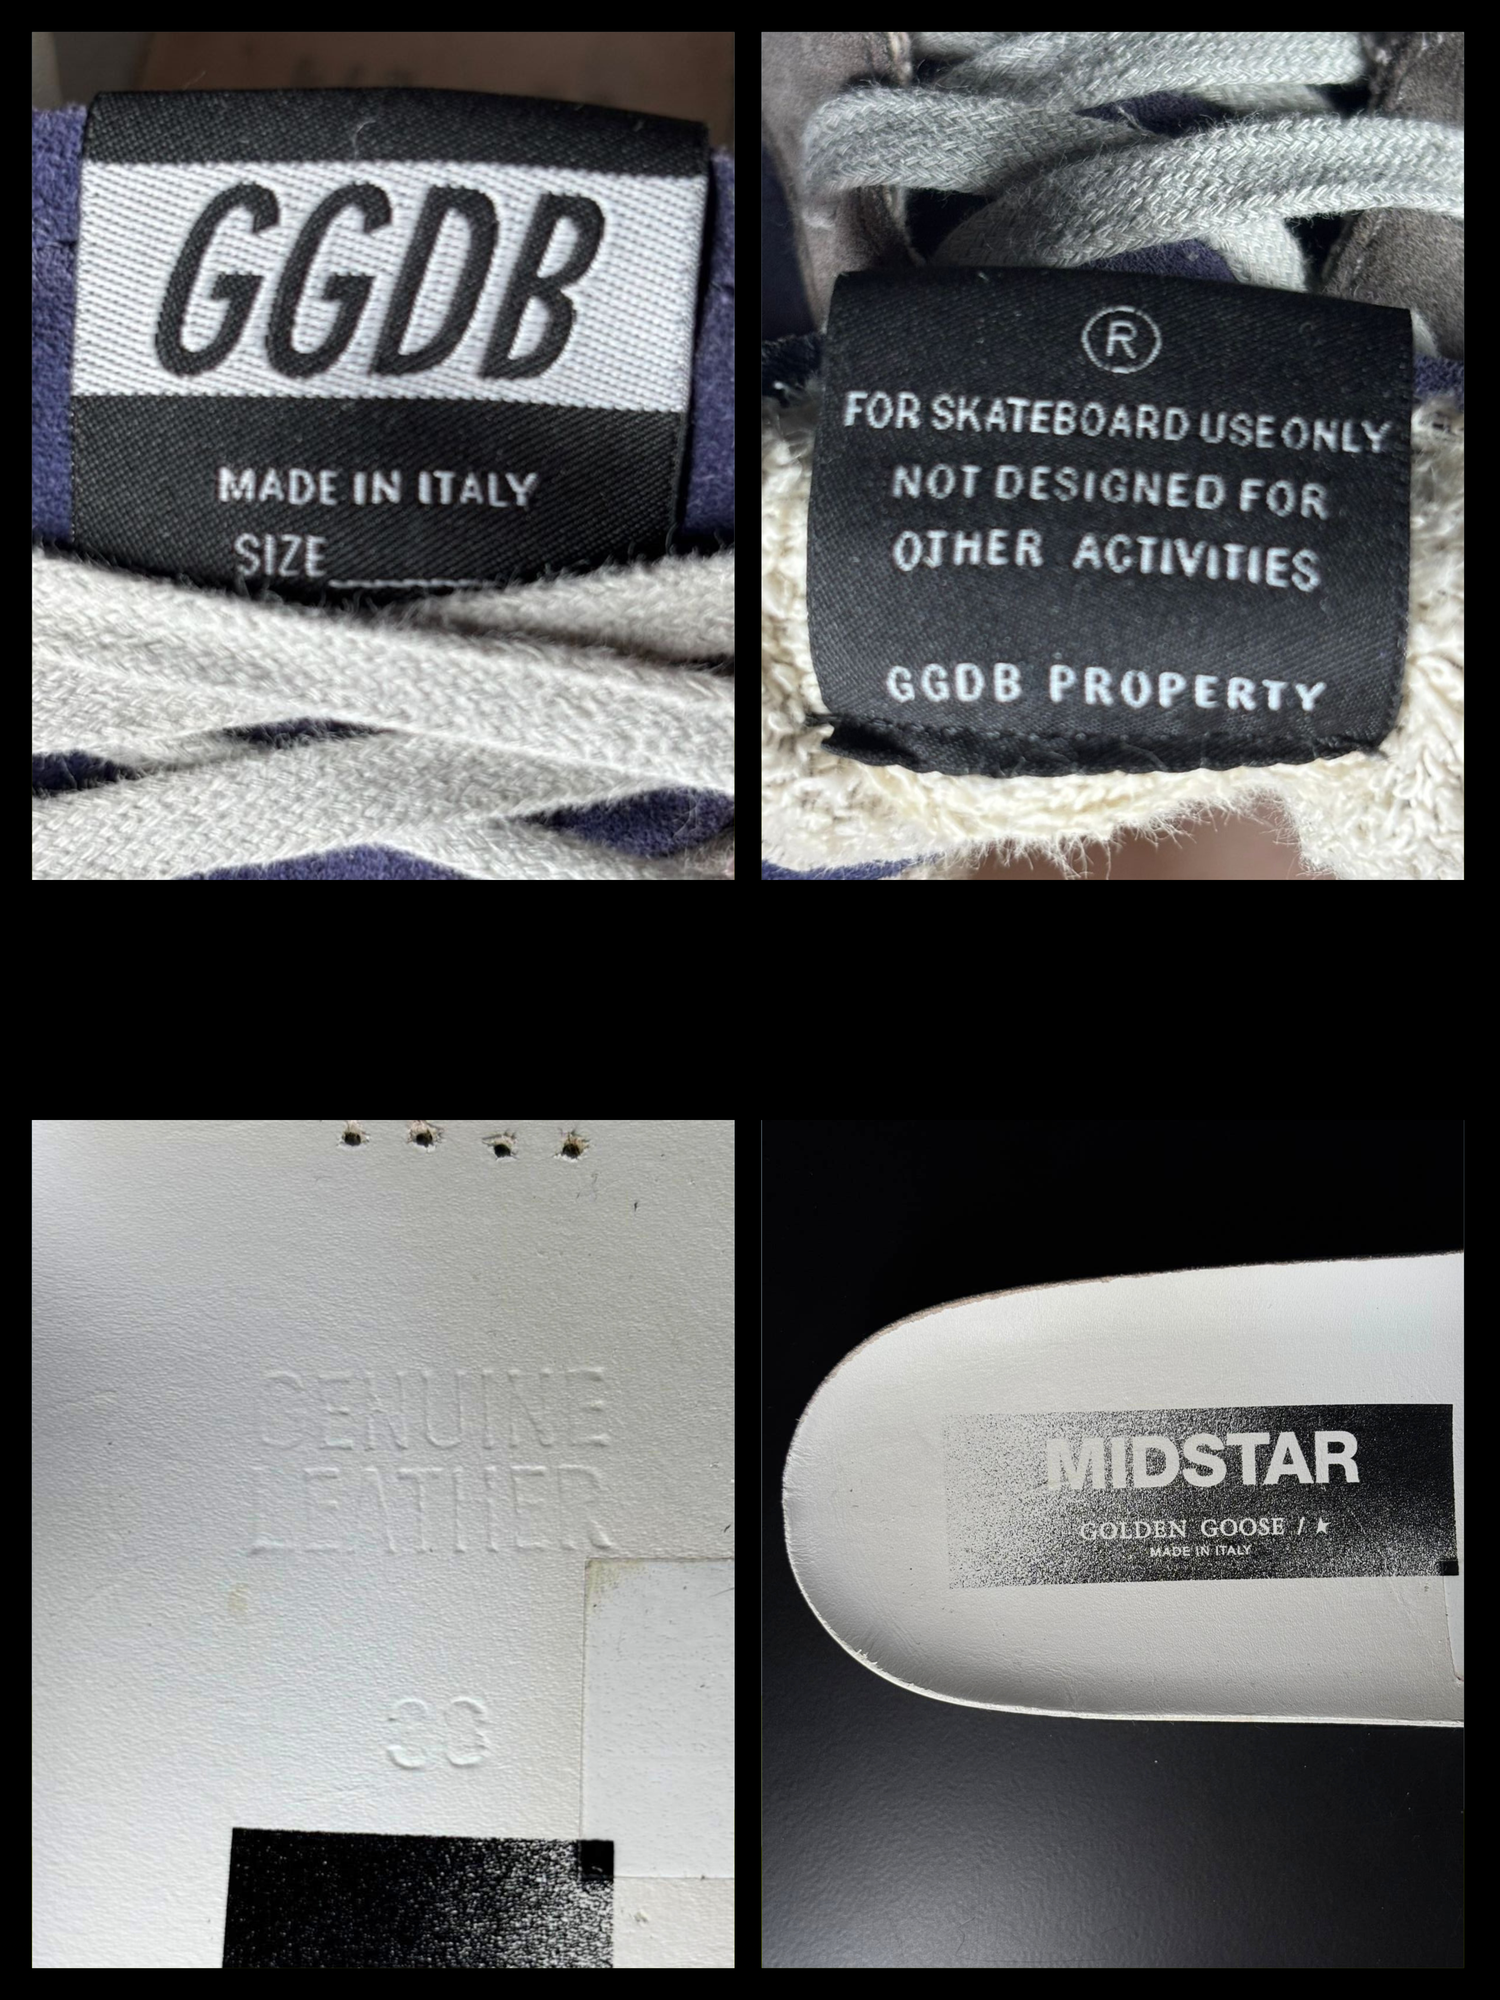 GGDB
MADE IN ITALY
SIZE
®
FOR SKATEBOARD USE ONLY
NOT DESIGNED FOR
OTHER ACTIVITIES
GGDB PROPERTY
GENUINE
LEATHER
MIDSTAR
GOLDEN GOOSE / ★
MADE IN ITALY